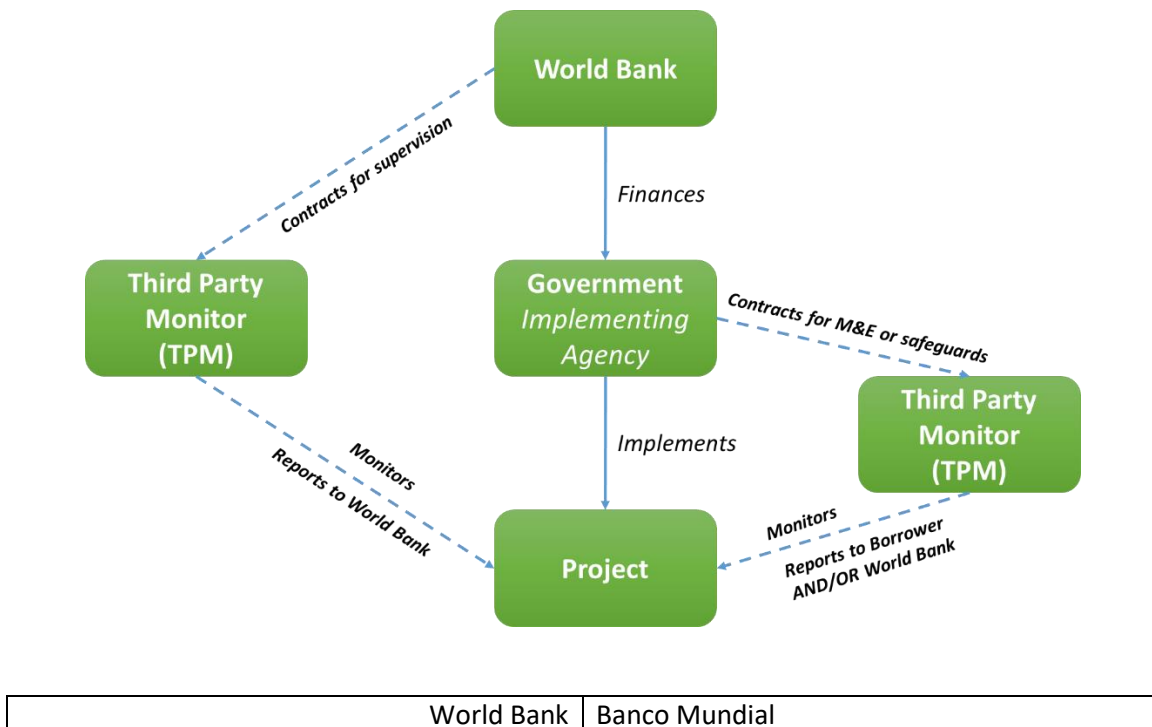 World Bank
Contracts for supervision
Finances
Third Party
Monitor
(TPM)
Government
Implementing
Agency
Contracts for M&E or safeguards
Third Party
Monitor
(TPM)
Implements
Monitors
Reports to World Bank
Monitors
Reports to Borrower
AND/OR World Bank
Project
World Bank Banco Mundial